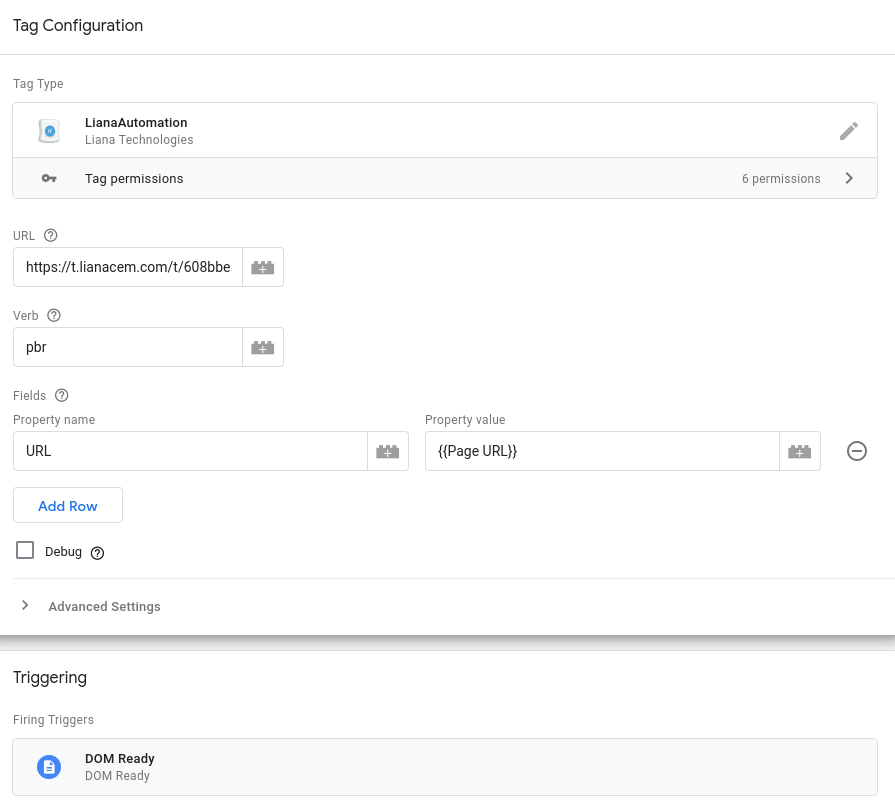 Tag Configuration
Tag Type
LianaAutomation
Liana Technologies
Tag permissions 6 permissions
URL
https://t.lianacem.com/t/608bbe
Verb
pbr
Fields
Property name Property value
URL {{Page URL}}
Add Row
Debug
Advanced Settings
Triggering
Firing Triggers
DOM Ready
DOM Ready